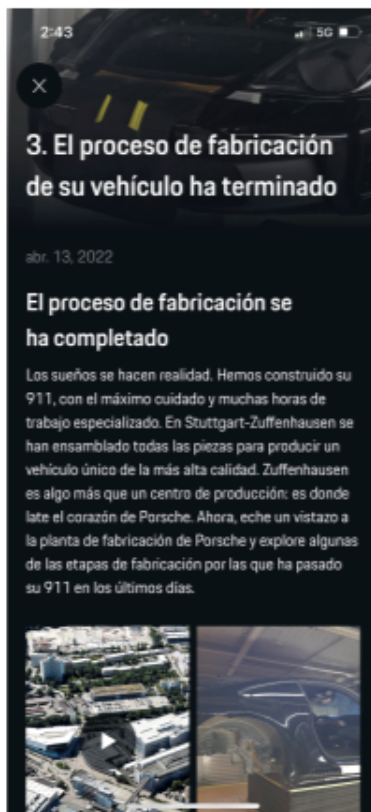 2:43
5G
3. El proceso de fabricación
de su vehículo ha terminado
abr. 13, 2022
El proceso de fabricación se
ha completado
Los sueños se hacen realidad. Hemos construido su
911, con el máximo cuidado y muchas horas de
trabajo especializado. En Stuttgart-Zuffenhausen se
han ensamblado todas las piezas para producir un
vehículo único de la más alta calidad. Zuffenhausen
es algo más que un centro de producción: es donde
late el corazón de Porsche. Ahora, eche un vistazo a
la planta de fabricación de Porsche y explore algunas
de las etapas de fabricación por las que ha pasado
su 911 en los últimos días.